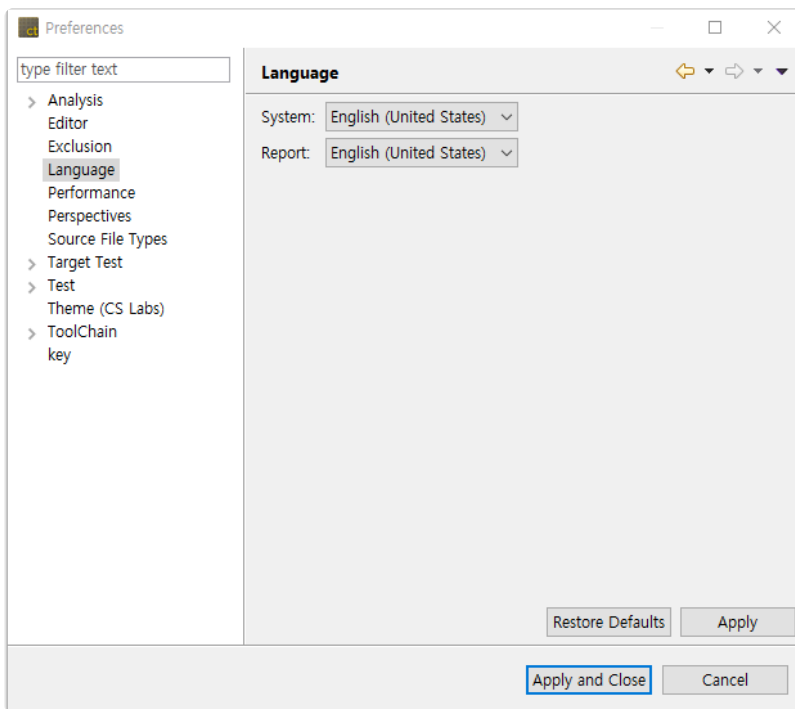 ct Preferences
type filter text
Language
Analysis
Editor
Exclusion
Language
Performance
Perspectives
Source File Types
Target Test
Test
Theme (CS Labs)
ToolChain
key
System: English (United States)
Report: English (United States)
Restore Defaults Apply
Apply and Close Cancel